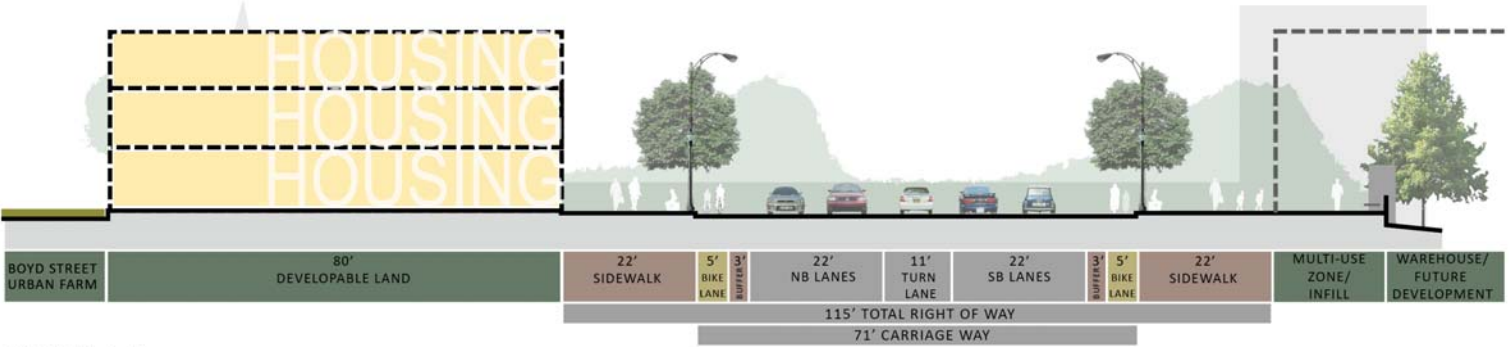 HOUSING
HOUSING
HOUSING
BOYD STREET
URBAN FARM
80'
DEVELOPABLE LAND
22'
SIDEWALK
5'
BIKE
LANE
3'
BUFFER
22'
NB LANES
11'
TURN
LANE
22'
SB LANES
3'
BUFFER
5'
BIKE
LANE
22'
SIDEWALK
MULTI-USE
ZONE/
INFILL
WAREHOUSE/
FUTURE
DEVELOPMENT
115' TOTAL RIGHT OF WAY
71' CARRIAGE WAY